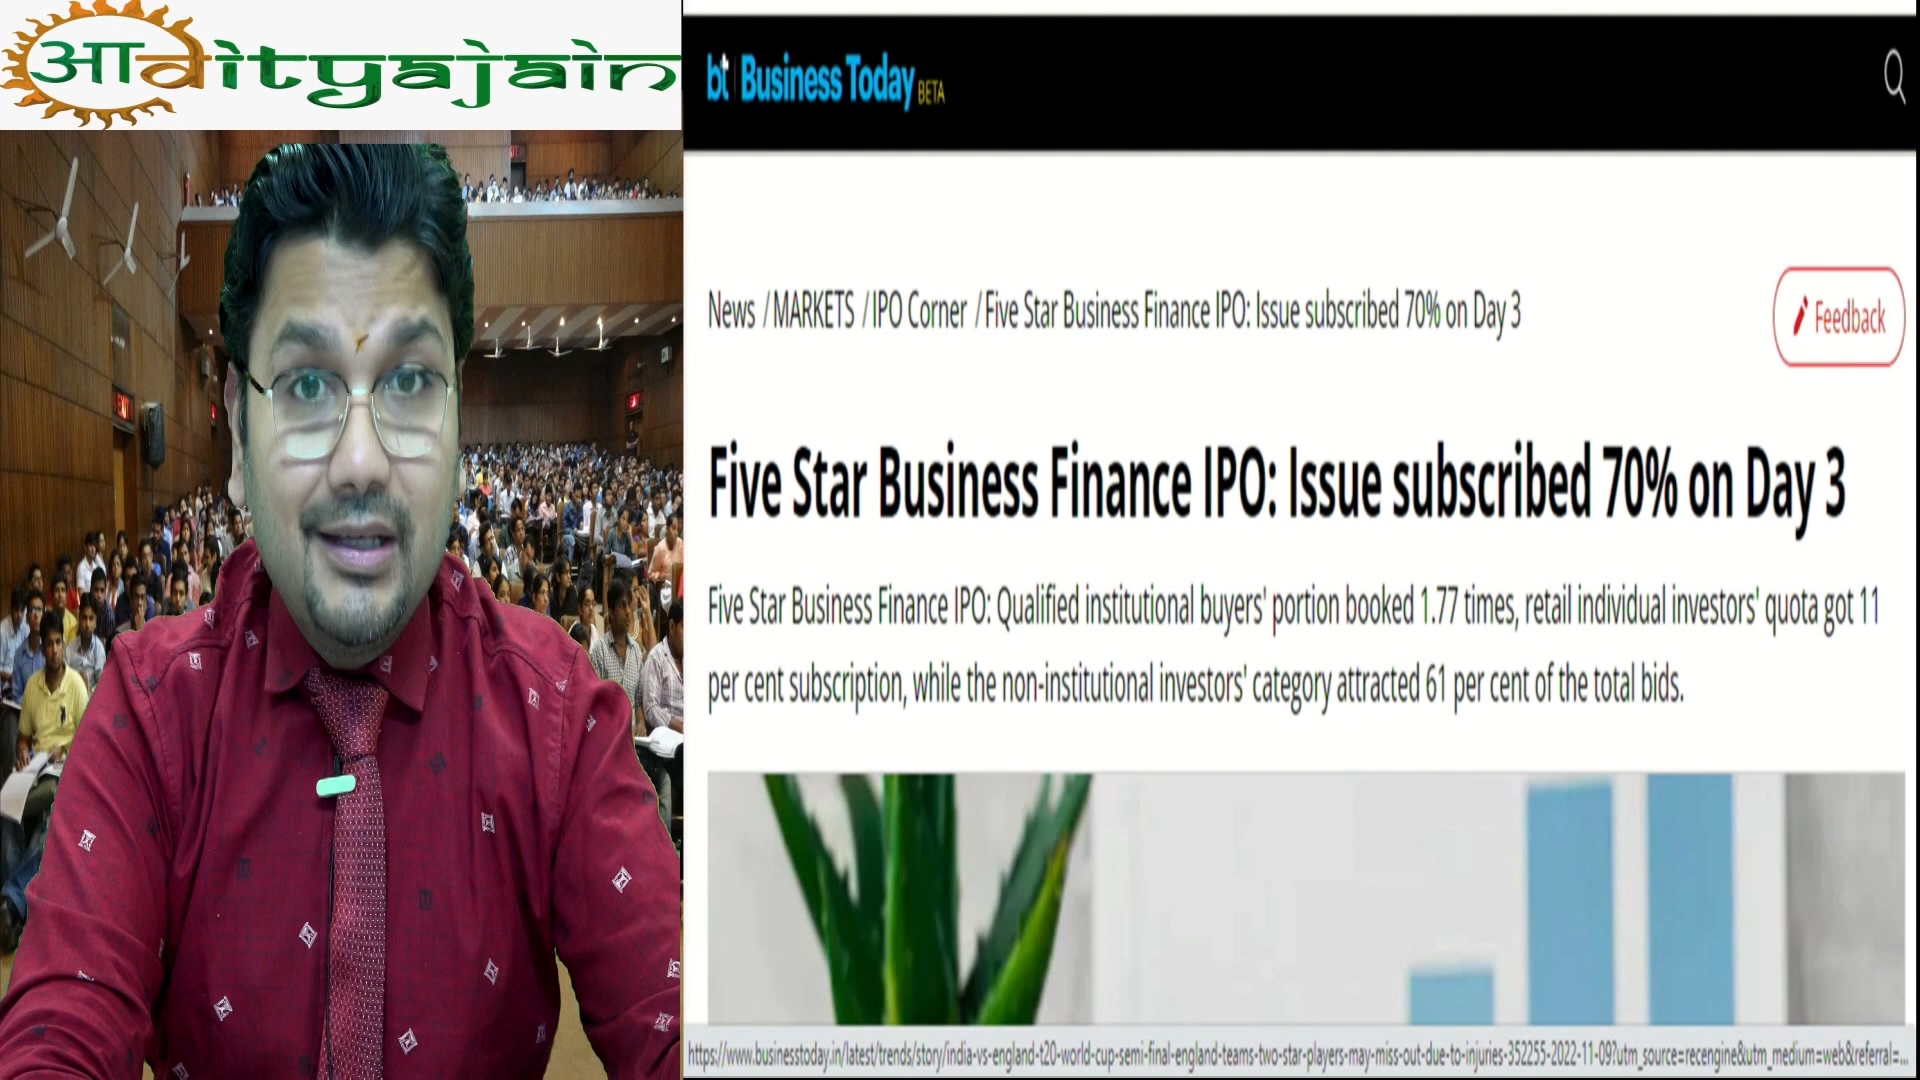 आdityajain
bt Business Today BETA
News / MARKETS / IPO Corner / Five Star Business Finance IPO: Issue subscribed 70% on Day 3
Feedback
Five Star Business Finance IPO: Issue subscribed 70% on Day 3
Five Star Business Finance IPO: Qualified institutional buyers' portion booked 1.77 times, retail individual investors' quota got 11
per cent subscription, while the non-institutional investors' category attracted 61 per cent of the total bids.
https://www.businesstoday.in/latest/trends/story/india-vs-england-t20-world-cup-semi-final-england-teams-two-star-players-may-miss-out-due-to-injuries-352255-2022-11-09?utm_source=recengine&utm_medium=web&referral=...